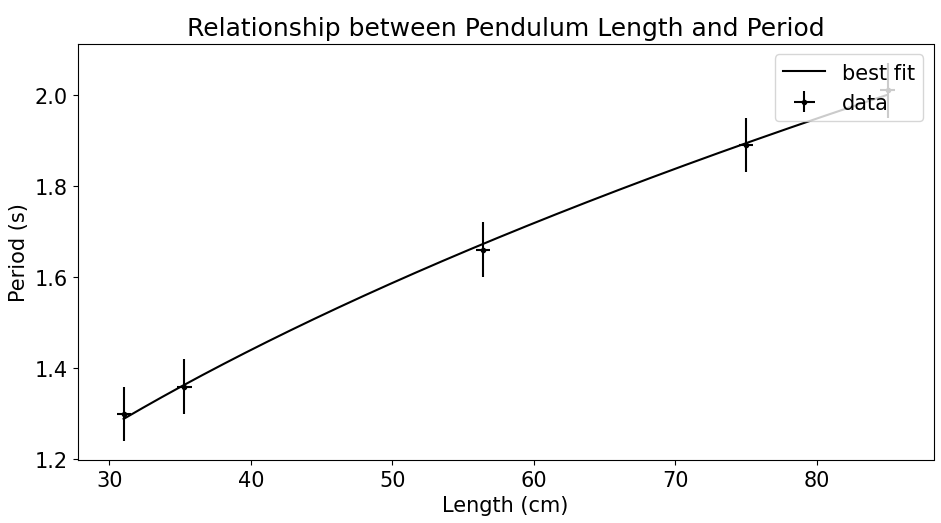 Relationship between Pendulum Length and Period
best fit
data
Period (s)
2.0
1.8
1.6
1.4
1.2
30 40 50 60 70 80
Length (cm)